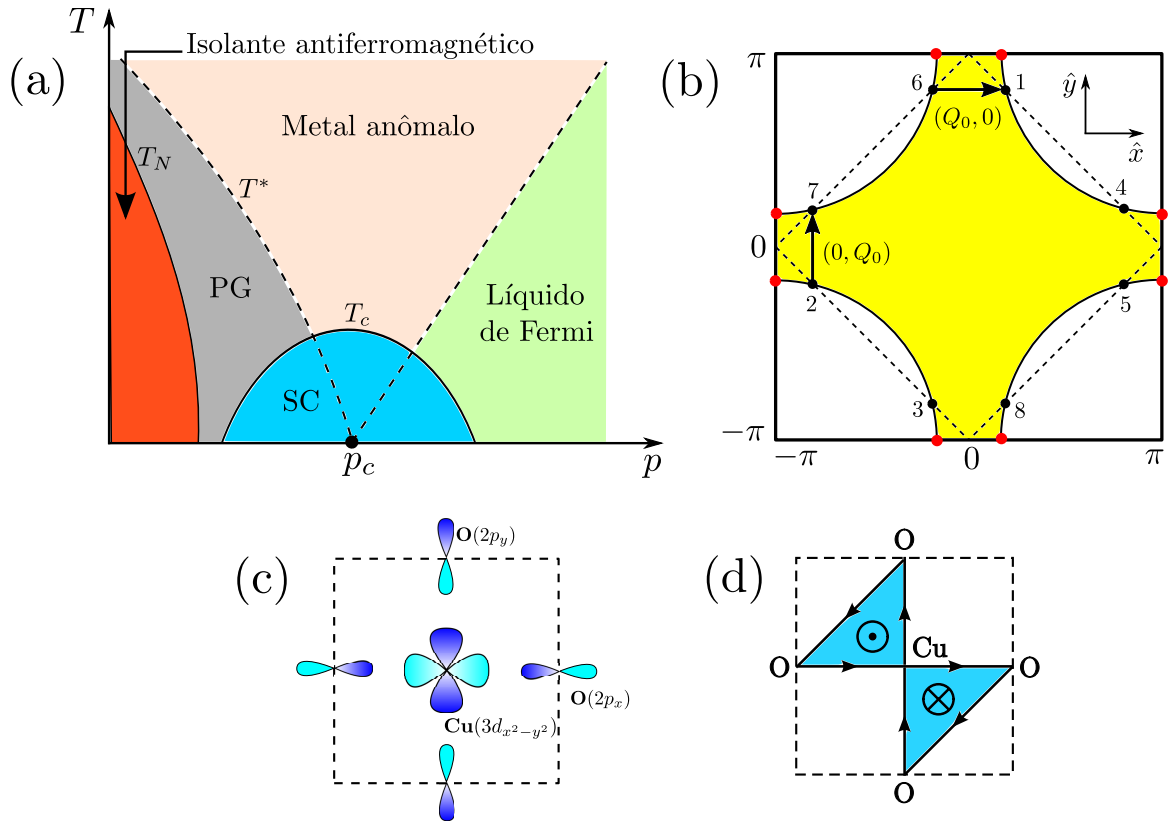 (a)
T
Isolante antiferromagnético
Metal anômalo
T_N
T*
PG
T_c
Líquido
de Fermi
SC
p_c
p
(b)
π
6
1
(Q_0, 0)
ŷ
x̂
7
4
0
(0, Q_0)
2
5
3
8
−π
−π
0
π
(c)
O(2p_y)
O(2p_x)
Cu(3d_{x²−y²})
(d)
O
Cu
O
O
O